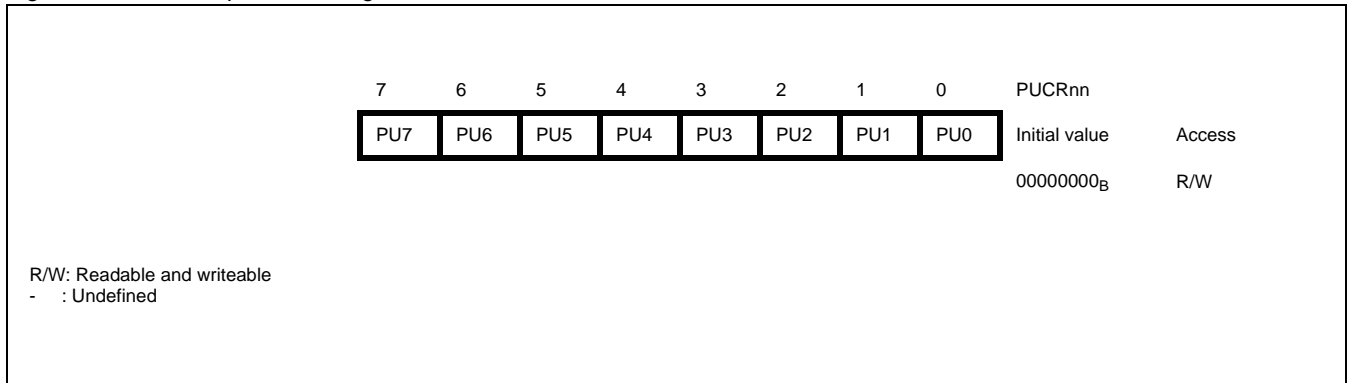 7 6 5 4 3 2 1 0 PUCRnn
PU7 PU6 PU5 PU4 PU3 PU2 PU1 PU0 Initial value Access
00000000B R/W
R/W: Readable and writeable
- : Undefined